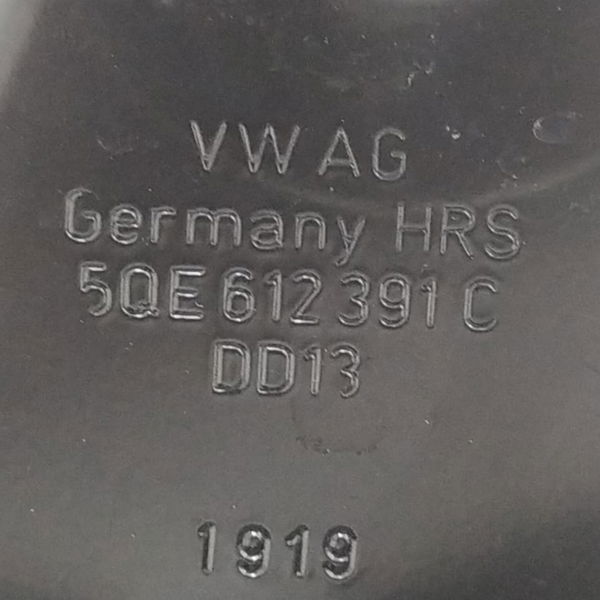 VW AG
Germany HRS
5QE 612 391 C
DD13
1919